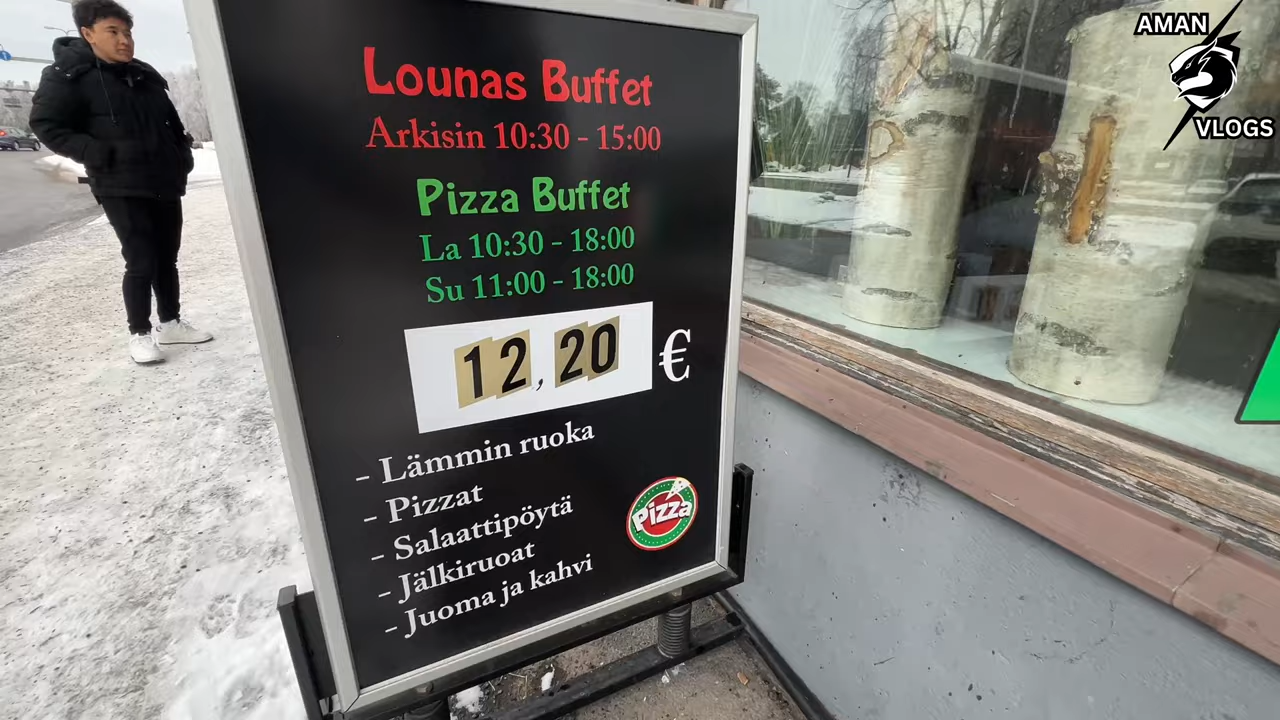 AMAN
VLOGS
Lounas Buffet
Arkisin 10:30 - 15:00
Pizza Buffet
La 10:30 - 18:00
Su 11:00 - 18:00
12,20 €
- Lämmin ruoka
- Pizzat
- Salaattipöytä
- Jälkiruoat
- Juoma ja kahvi
Pizza